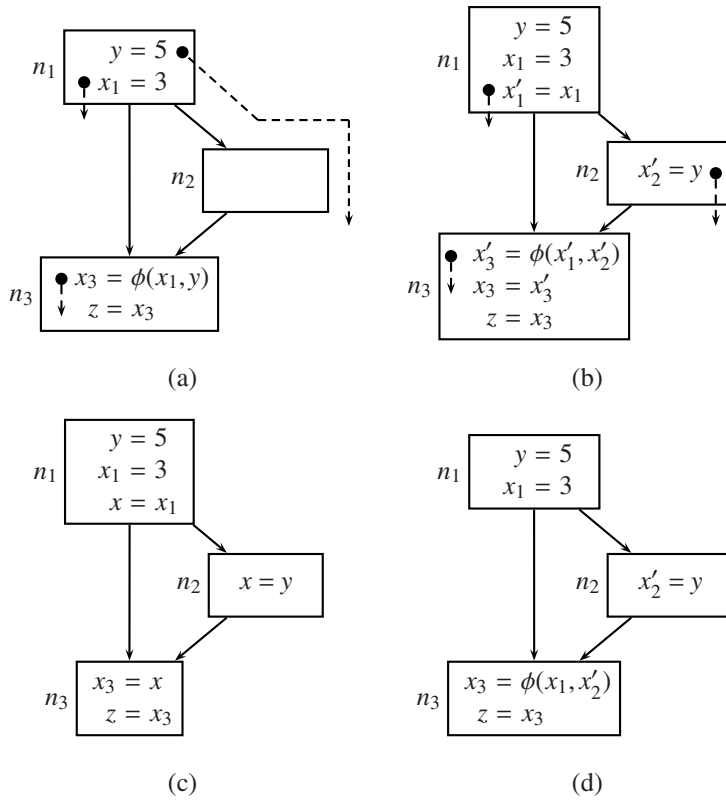 n₁
y = 5
x₁ = 3
n₂
n₃
x₃ = ϕ(x₁, y)
z = x₃
(a)
n₁
y = 5
x₁ = 3
x′₁ = x₁
n₂
x′₂ = y
n₃
x′₃ = ϕ(x′₁, x′₂)
x₃ = x′₃
z = x₃
(b)
n₁
y = 5
x₁ = 3
x = x₁
n₂
x = y
n₃
x₃ = x
z = x₃
(c)
n₁
y = 5
x₁ = 3
n₂
x′₂ = y
n₃
x₃ = ϕ(x₁, x′₂)
z = x₃
(d)